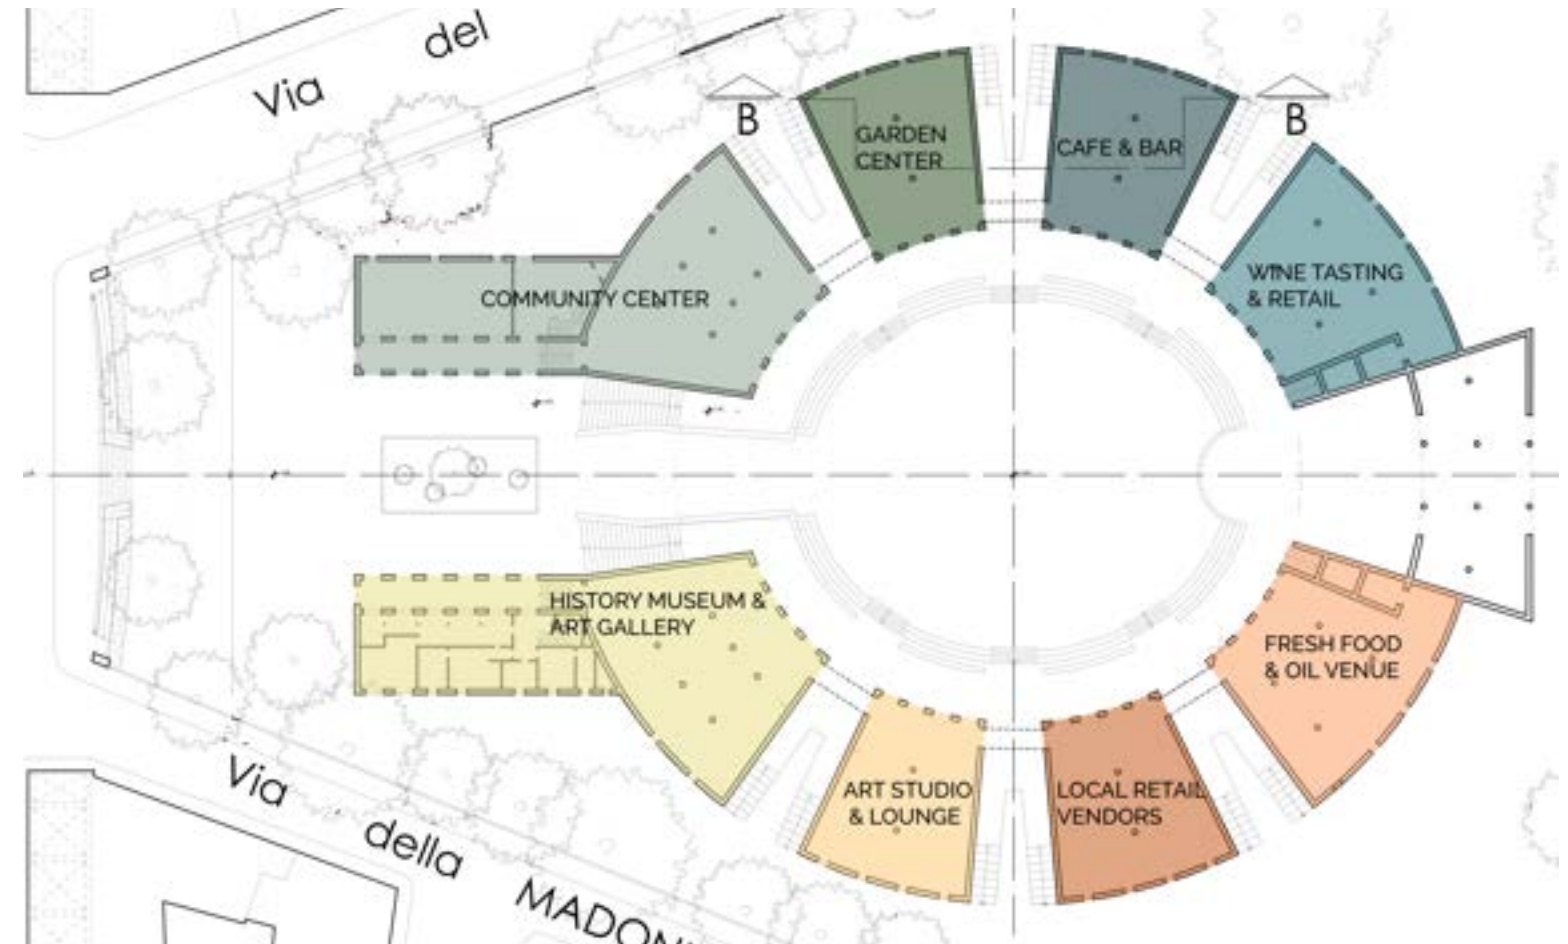 Via del
B
B
GARDEN
CENTER
CAFE & BAR
WINE TASTING
& RETAIL
COMMUNITY CENTER
HISTORY MUSEUM &
ART GALLERY
FRESH FOOD
& OIL VENUE
ART STUDIO
& LOUNGE
LOCAL RETAIL
VENDORS
Via della